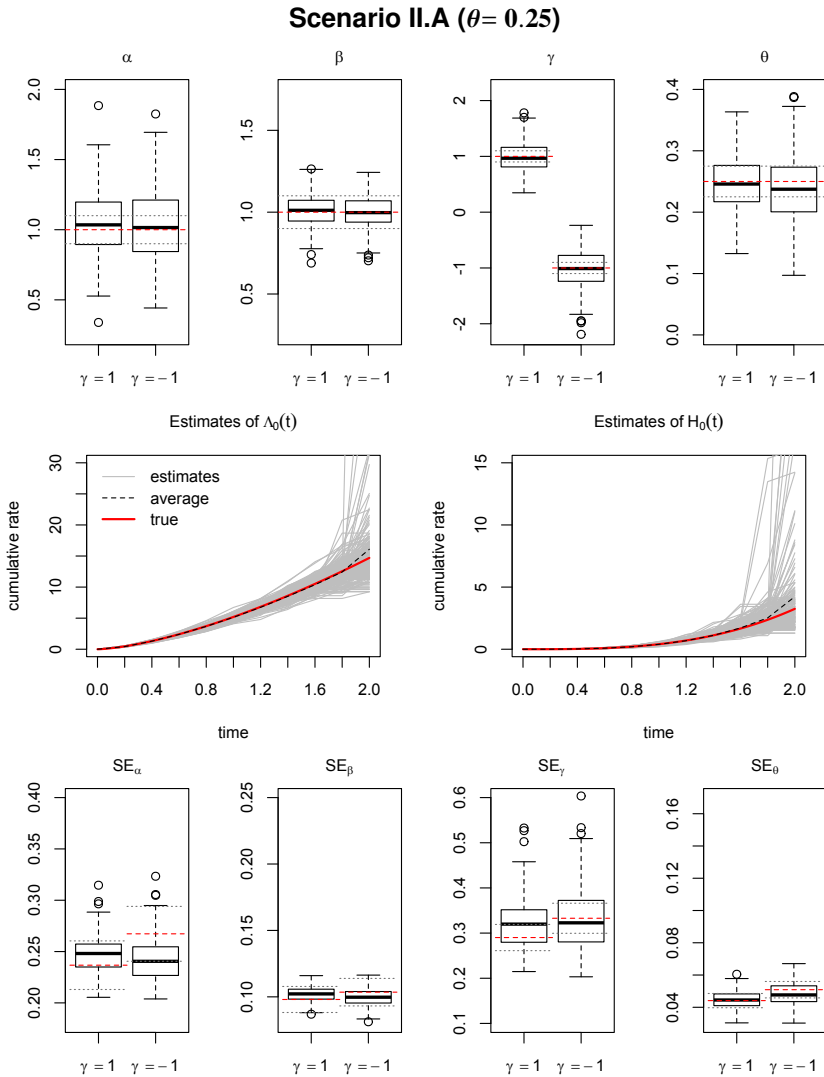 Scenario II.A (θ= 0.25)
α
0.5 1.0 1.5 2.0
γ = 1 γ = −1
β
0.5 1.0 1.5
γ = 1 γ = −1
γ
-2 -1 0 1 2
γ = 1 γ = −1
θ
0.0 0.1 0.2 0.3 0.4
γ = 1 γ = −1
Estimates of Λ0(t)
cumulative rate
0 5 10 20 30
estimates
average
true
0.0 0.4 0.8 1.2 1.6 2.0
time
Estimates of H0(t)
cumulative rate
0 5 10 15
0.0 0.4 0.8 1.2 1.6 2.0
time
SEα
0.20 0.25 0.30 0.35 0.40
γ = 1 γ = −1
SEβ
0.10 0.15 0.20 0.25
γ = 1 γ = −1
SEγ
0.1 0.2 0.3 0.4 0.5 0.6
γ = 1 γ = −1
SEθ
0.04 0.08 0.12 0.16
γ = 1 γ = −1